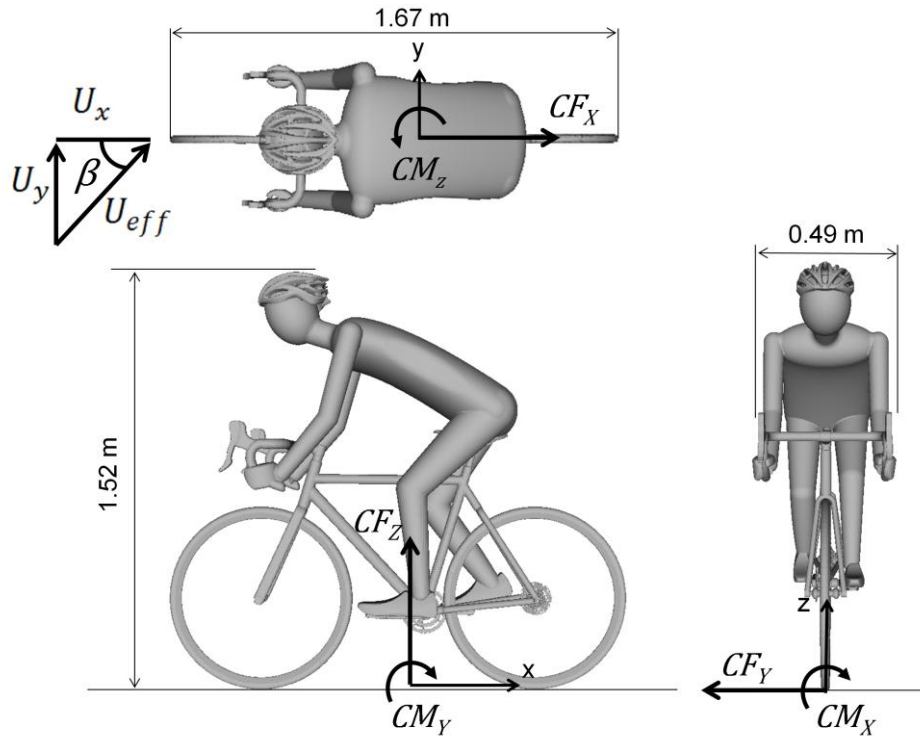 1.67 m
y
U_x
CF_X
CM_z
U_y
β
U_eff
0.49 m
1.52 m
CF_Z
z
x
CF_Y
CM_Y
CM_X